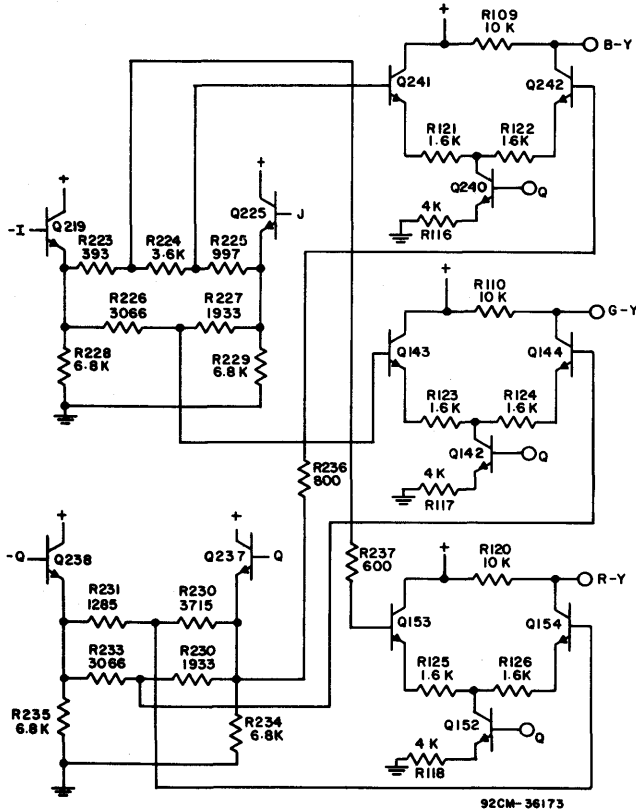 +
R109
10 K
B-Y
Q241
Q242
R121
1.6K
R122
1.6K
Q240
Q
4 K
R116
+
Q219
-I
R223
393
R224
3.6K
R225
997
+
Q225
J
R226
3066
R227
1933
R228
6.8K
R229
6.8K
+
R110
10 K
G-Y
Q143
Q144
R123
1.6K
R124
1.6K
Q142
Q
4 K
R117
R236
800
+
-Q
Q238
+
Q237
Q
R231
1285
R230
3715
R233
3066
R230
1933
R235
6.8K
R234
6.8K
R237
600
+
R120
10 K
R-Y
Q153
Q154
R125
1.6K
R126
1.6K
Q152
Q
4 K
R118
92CM-36173